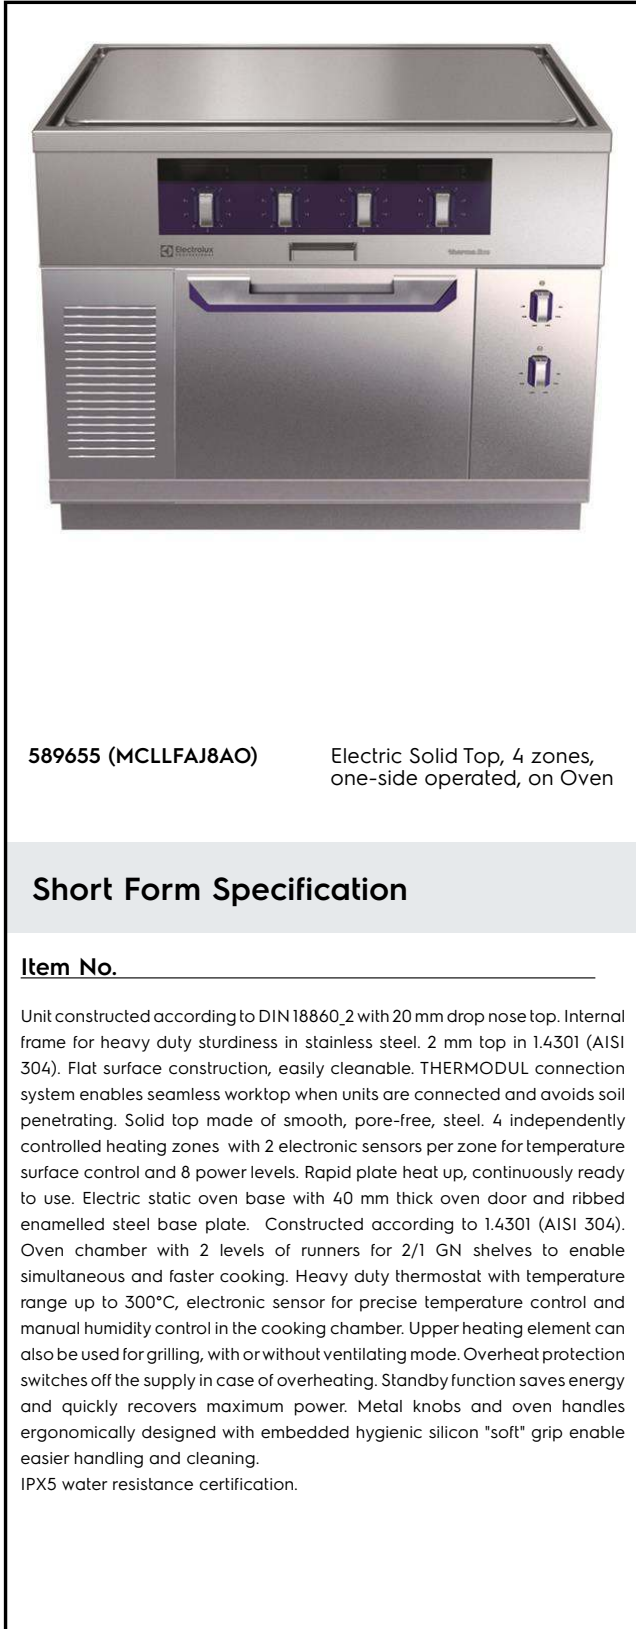 Electrolux
PROFESSIONAL
thermaline
589655 (MCLLFAJ8AO)
Electric Solid Top, 4 zones,
one-side operated, on Oven
Short Form Specification
Item No.
Unit constructed according to DIN 18860_2 with 20 mm drop nose top. Internal
frame for heavy duty sturdiness in stainless steel. 2 mm top in 1.4301 (AISI
304). Flat surface construction, easily cleanable. THERMODUL connection
system enables seamless worktop when units are connected and avoids soil
penetrating. Solid top made of smooth, pore-free, steel. 4 independently
controlled heating zones with 2 electronic sensors per zone for temperature
surface control and 8 power levels. Rapid plate heat up, continuously ready
to use. Electric static oven base with 40 mm thick oven door and ribbed
enamelled steel base plate. Constructed according to 1.4301 (AISI 304).
Oven chamber with 2 levels of runners for 2/1 GN shelves to enable
simultaneous and faster cooking. Heavy duty thermostat with temperature
range up to 300°C, electronic sensor for precise temperature control and
manual humidity control in the cooking chamber. Upper heating element can
also be used for grilling, with or without ventilating mode. Overheat protection
switches off the supply in case of overheating. Standby function saves energy
and quickly recovers maximum power. Metal knobs and oven handles
ergonomically designed with embedded hygienic silicon "soft" grip enable
easier handling and cleaning.
IPX5 water resistance certification.